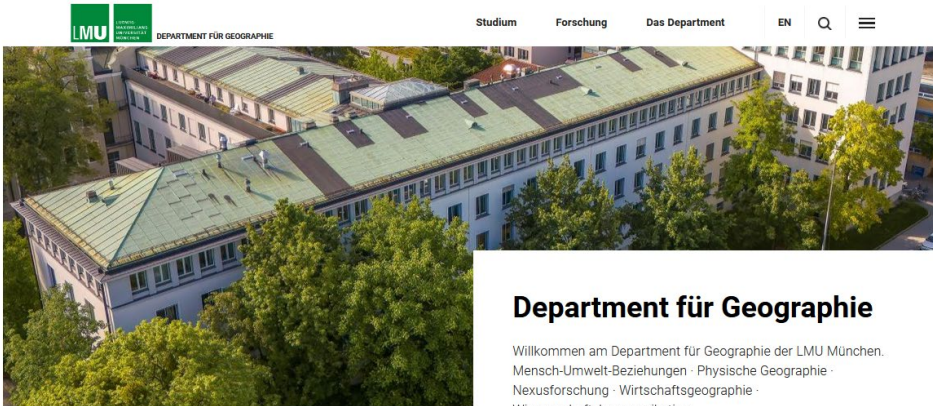 LMU
LUDWIG-
MAXIMILIANS-
UNIVERSITÄT
MÜNCHEN
DEPARTMENT FÜR GEOGRAPHIE
Studium Forschung Das Department EN
Department für Geographie
Willkommen am Department für Geographie der LMU München.
Mensch-Umwelt-Beziehungen · Physische Geographie ·
Nexusforschung · Wirtschaftsgeographie ·